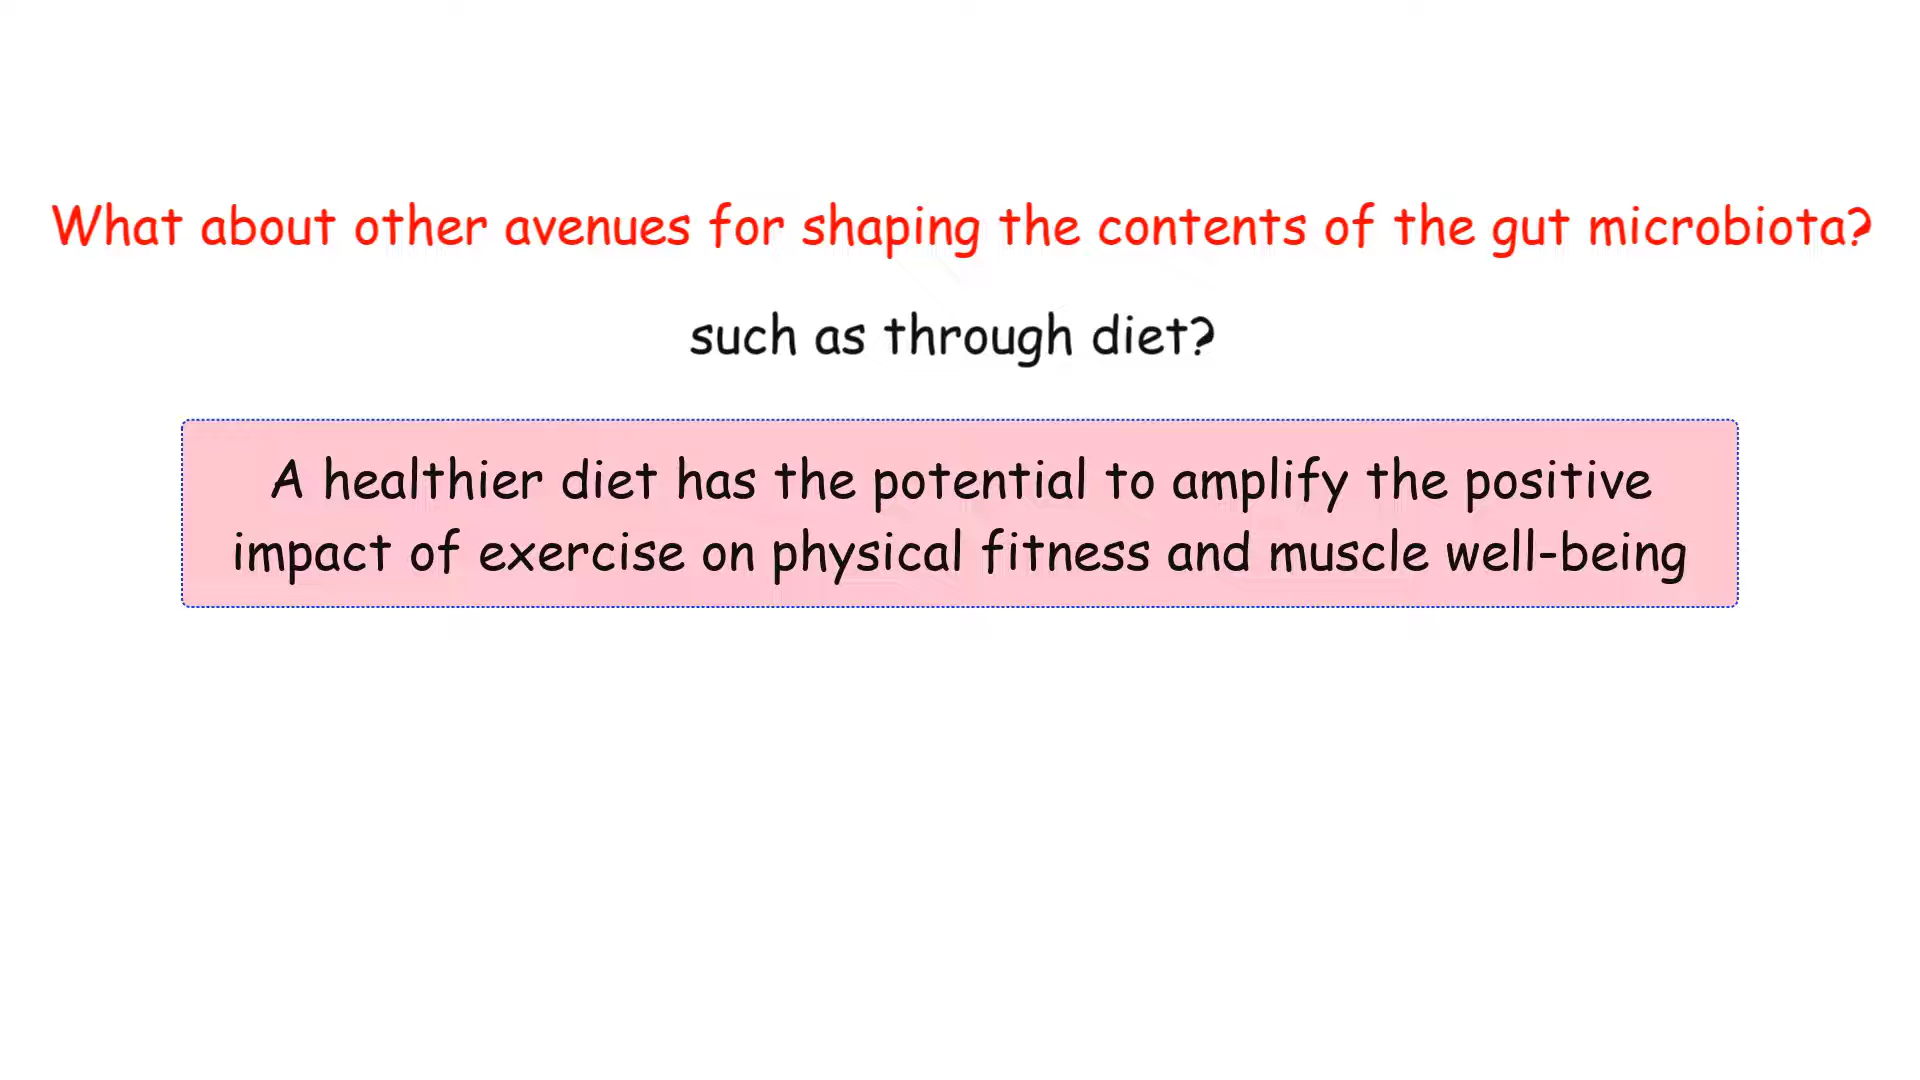 What about other avenues for shaping the contents of the gut microbiota?
such as through diet?
A healthier diet has the potential to amplify the positive
impact of exercise on physical fitness and muscle well-being